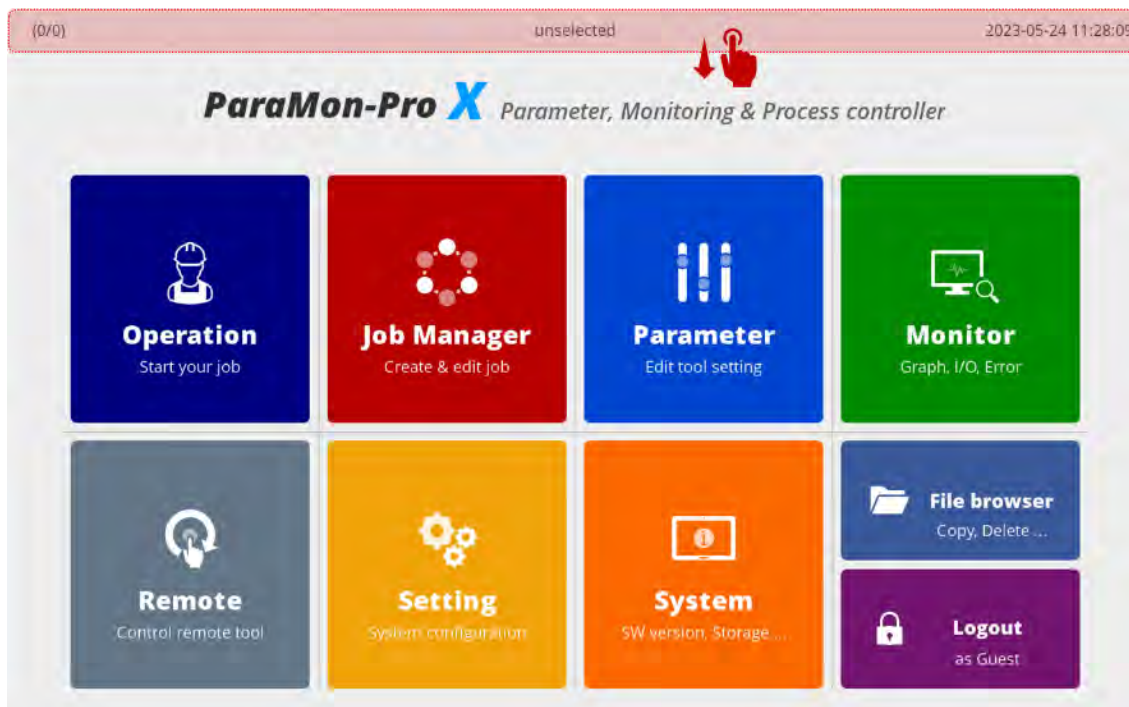 (0/0) unselected 2023-05-24 11:28:09
ParaMon-Pro X Parameter, Monitoring & Process controller
Operation
Start your job
Job Manager
Create & edit job
Parameter
Edit tool setting
Monitor
Graph, I/O, Error
Remote
Control remote tool
Setting
System configuration
System
SW version, Storage ...
File browser
Copy, Delete ...
Logout
as Guest